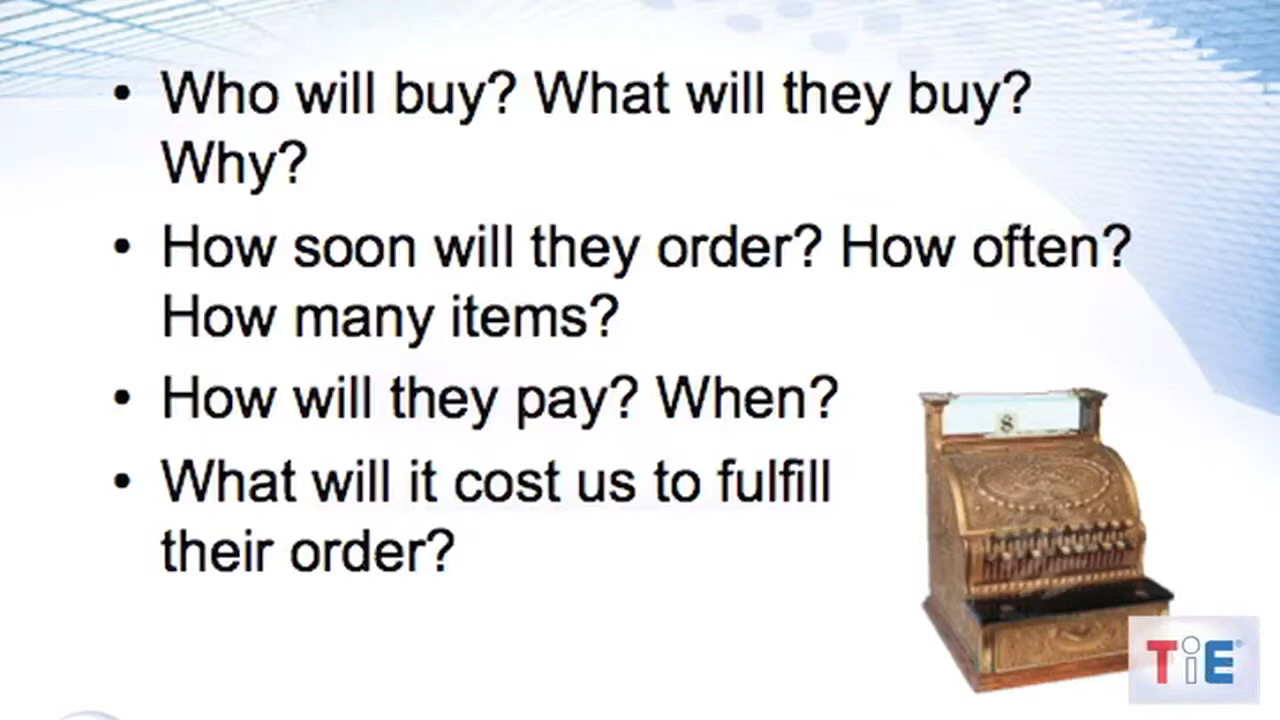 • Who will buy? What will they buy?
Why?
• How soon will they order? How often?
How many items?
• How will they pay? When?
• What will it cost us to fulfill
their order?
$
TiE®